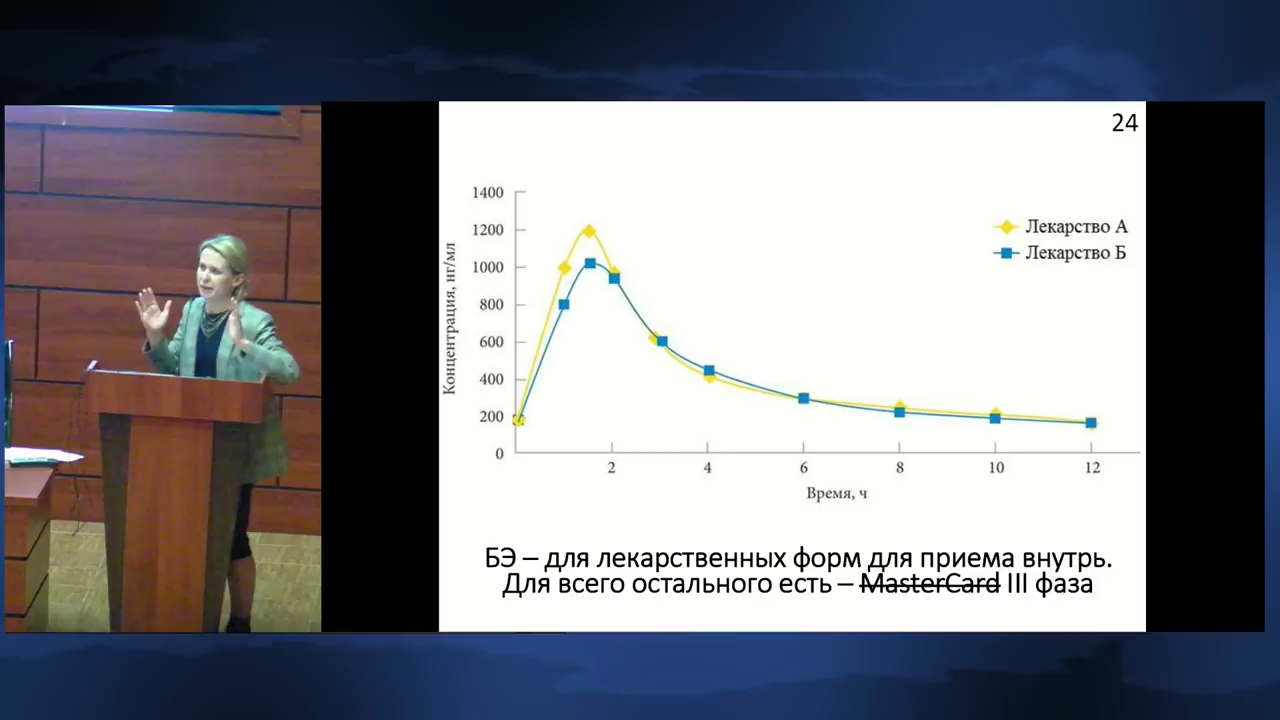 24
1400
1200
1000
800
600
400
200
0
Концентрация, нг/мл
Лекарство А
Лекарство Б
2 4 6 8 10 12
Время, ч
БЭ – для лекарственных форм для приема внутрь.
Для всего остального есть – MasterCard III фаза